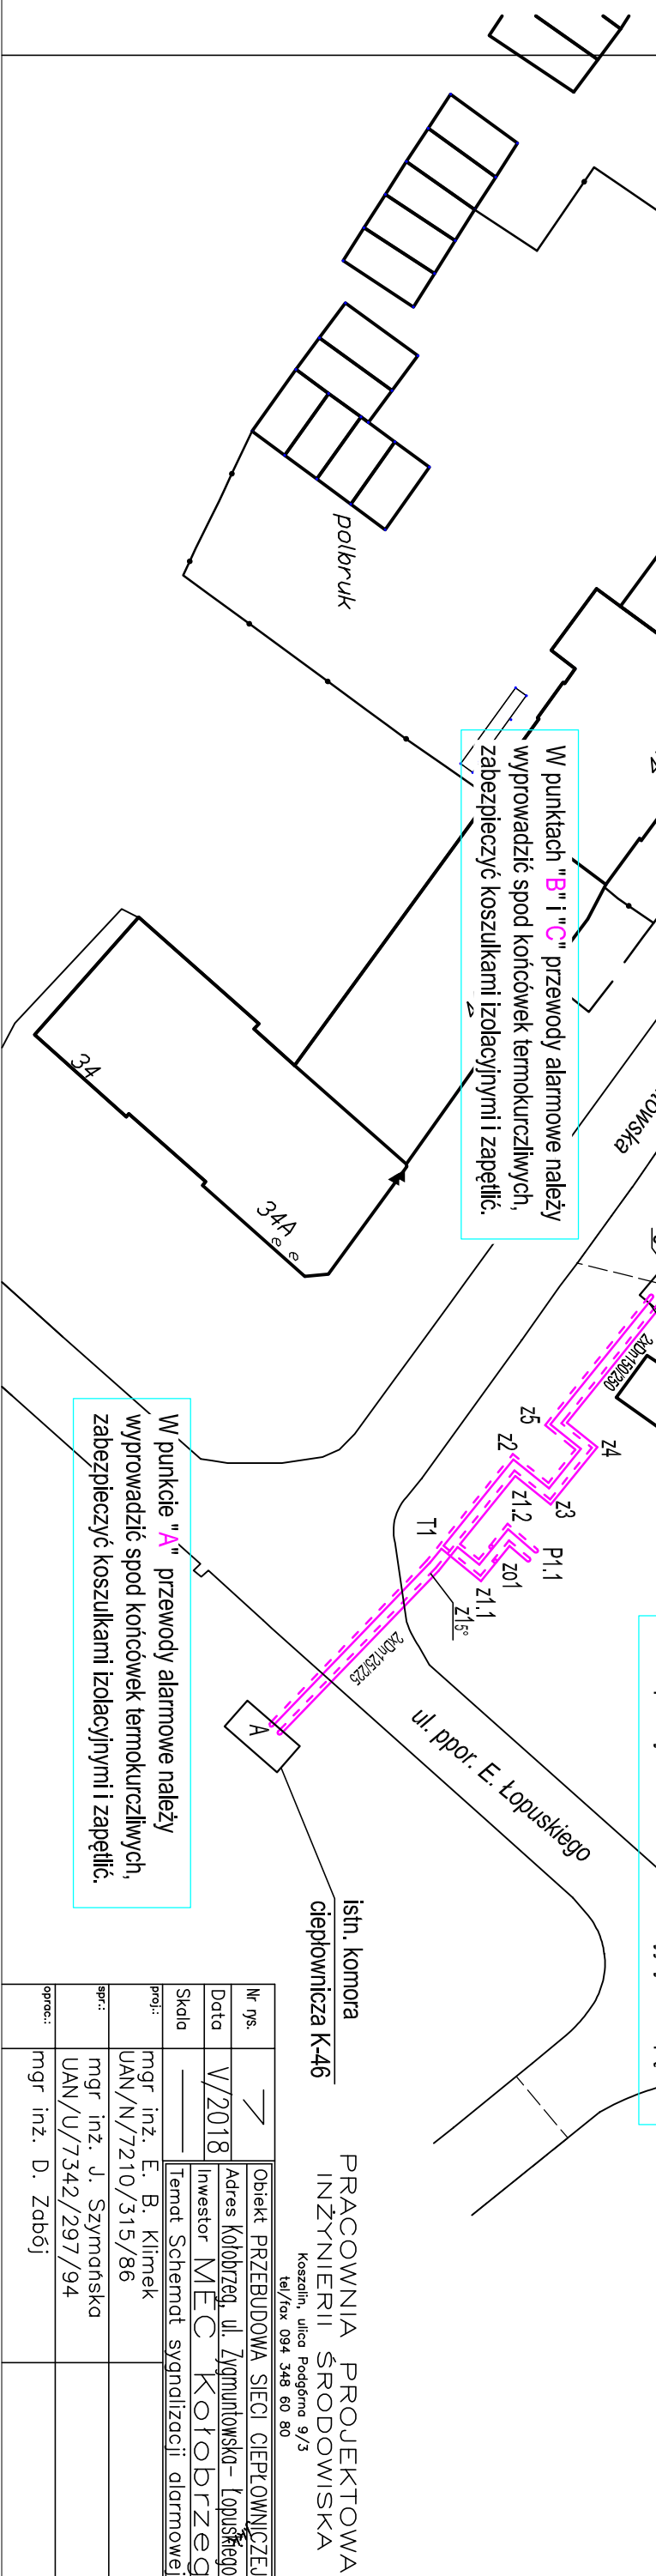 polbruk
W punktach "B" i "C" przewody alarmowe należy
wyprowadzić spod końcówek termokurczliwych,
zabezpieczyć koszulkami izolacyjnymi i zapętlić.
34
34A
e e
2xDn150/250
z5
z4
z3
z2
z1.2
P1.1
zo1
z1.1
T1
z1 5°
2xDn125/225
A
ul. ppor. E. Łopuskiego
W punkcie "A" przewody alarmowe należy
wyprowadzić spod końcówek termokurczliwych,
zabezpieczyć koszulkami izolacyjnymi i zapętlić.
istn. komora
ciepłownicza K-46
PRACOWNIA PROJEKTOWA
INŻYNIERII ŚRODOWISKA
Koszalin, ulica Podgórna 9/3
tel/fax 094 348 60 80
Nr rys. 7
Obiekt PRZEBUDOWA SIECI CIEPŁOWNICZEJ
Data V/2018
Adres Kołobrzeg, ul. Zygmuntowska- Łopuskiego
Inwestor MEC Kołobrzeg
Skala
Temat Schemat sygnalizacji alarmowej
proj.: mgr inż. E. B. Klimek
UAN/N/7210/315/86
spr.: mgr inż. J. Szymańska
UAN/U/7342/297/94
oprac.: mgr inż. D. Zabój